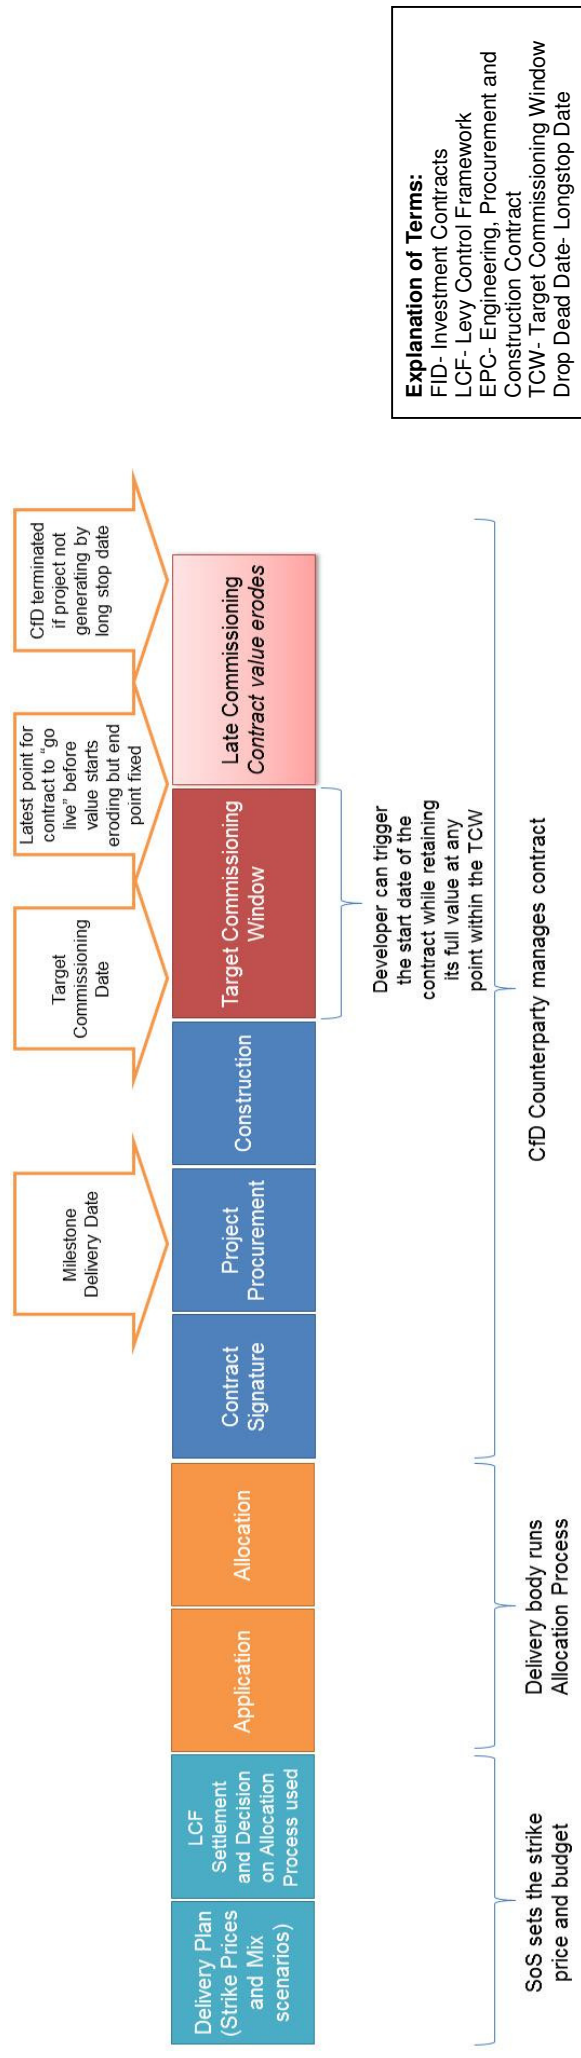 Milestone
Delivery Date
Target
Commissioning
Date
Latest point for
contract to “go
live” before
value starts
eroding but end
point fixed
CfD terminated
if project not
generating by
long stop date
Delivery Plan
(Strike Prices
and Mix
scenarios)
LCF
Settlement
and Decision
on Allocation
Process used
Application
Allocation
Contract
Signature
Project
Procurement
Construction
Target Commissioning
Window
Late Commissioning
Contract value erodes
Developer can trigger
the start date of the
contract while retaining
its full value at any
point within the TCW
SoS sets the strike
price and budget
Delivery body runs
Allocation Process
CfD Counterparty manages contract
Explanation of Terms:
FID- Investment Contracts
LCF- Levy Control Framework
EPC- Engineering, Procurement and
Construction Contract
TCW- Target Commissioning Window
Drop Dead Date- Longstop Date